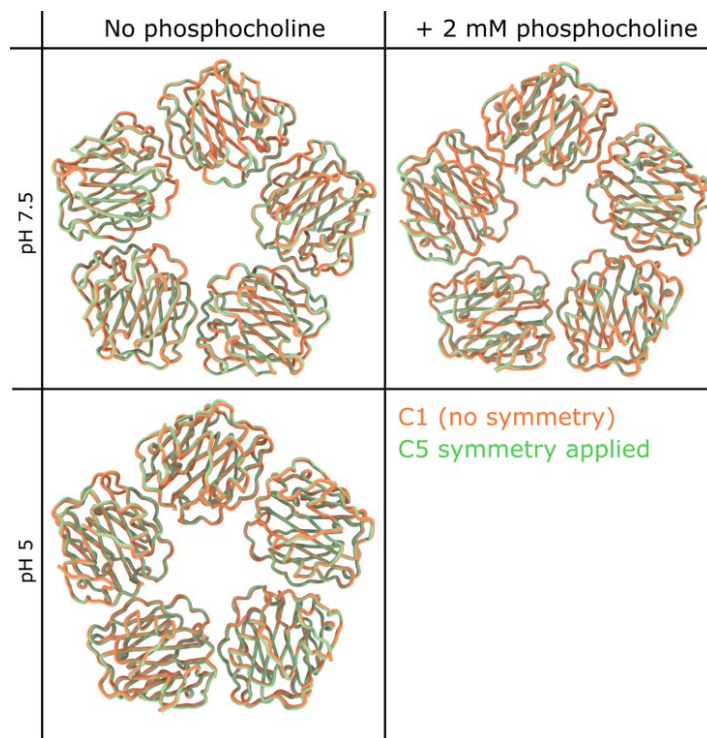 No phosphocholine
+ 2 mM phosphocholine
pH 7.5
pH 5
C1 (no symmetry)
C5 symmetry applied